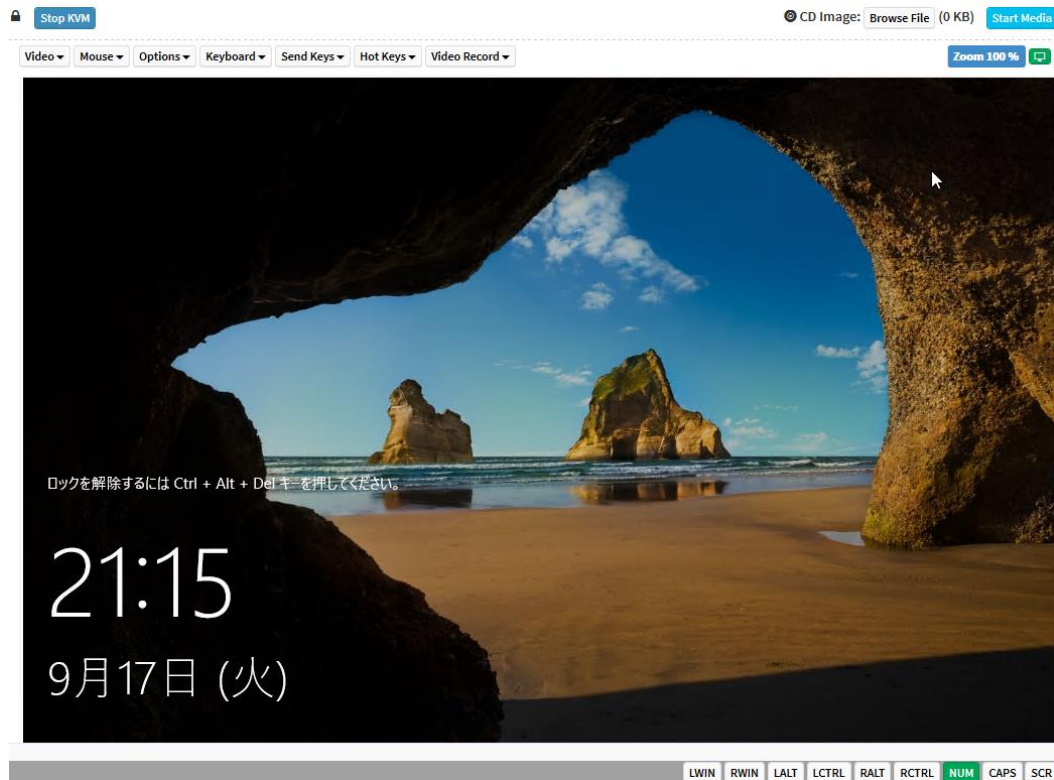 Stop KVM
CD Image: Browse File (0 KB) Start Media
Video Mouse Options Keyboard Send Keys Hot Keys Video Record
Zoom 100 %
ロックを解除するには Ctrl + Alt + Del キーを押してください。
21:15
9月17日 (火)
LWIN RWIN LALT LCTRL RALT RCTRL NUM CAPS SCR